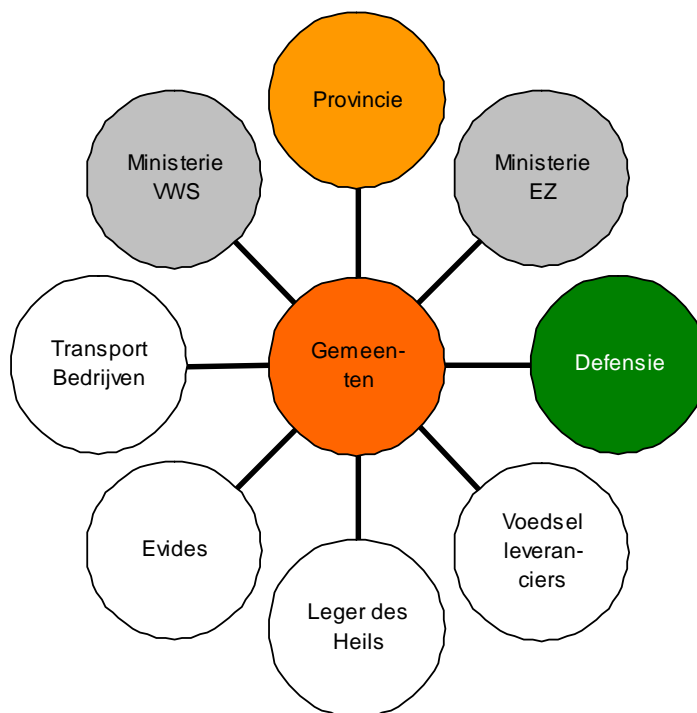 Provincie
Ministerie
VWS
Ministerie
EZ
Transport
Bedrijven
Gemeen-
ten
Defensie
Evides
Voedsel
leveran-
ciers
Leger des
Heils